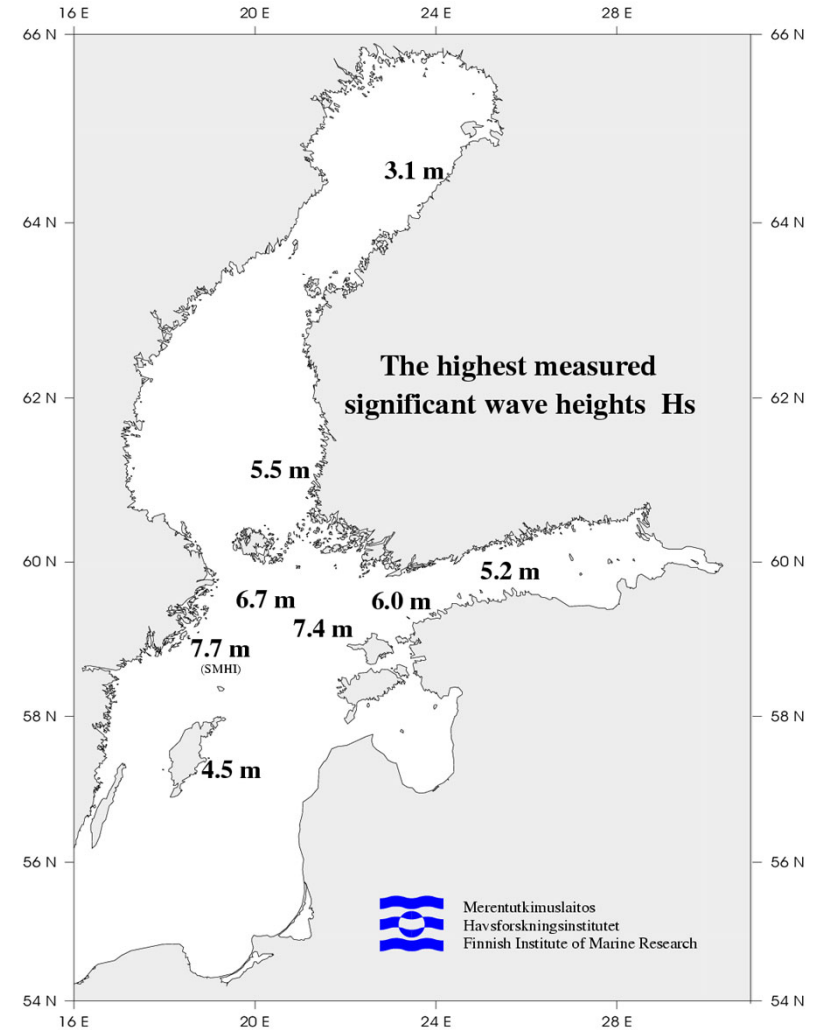 16 E 20 E 24 E 28 E
66 N 66 N
3.1 m
64 N 64 N
The highest measured
significant wave heights Hs
62 N 62 N
5.5 m
60 N 60 N
5.2 m
6.7 m 6.0 m
7.4 m
7.7 m
(SMHI)
58 N 58 N
4.5 m
56 N 56 N
Merentutkimuslaitos
Havsforskningsinstitutet
Finnish Institute of Marine Research
54 N 54 N
16 E 20 E 24 E 28 E